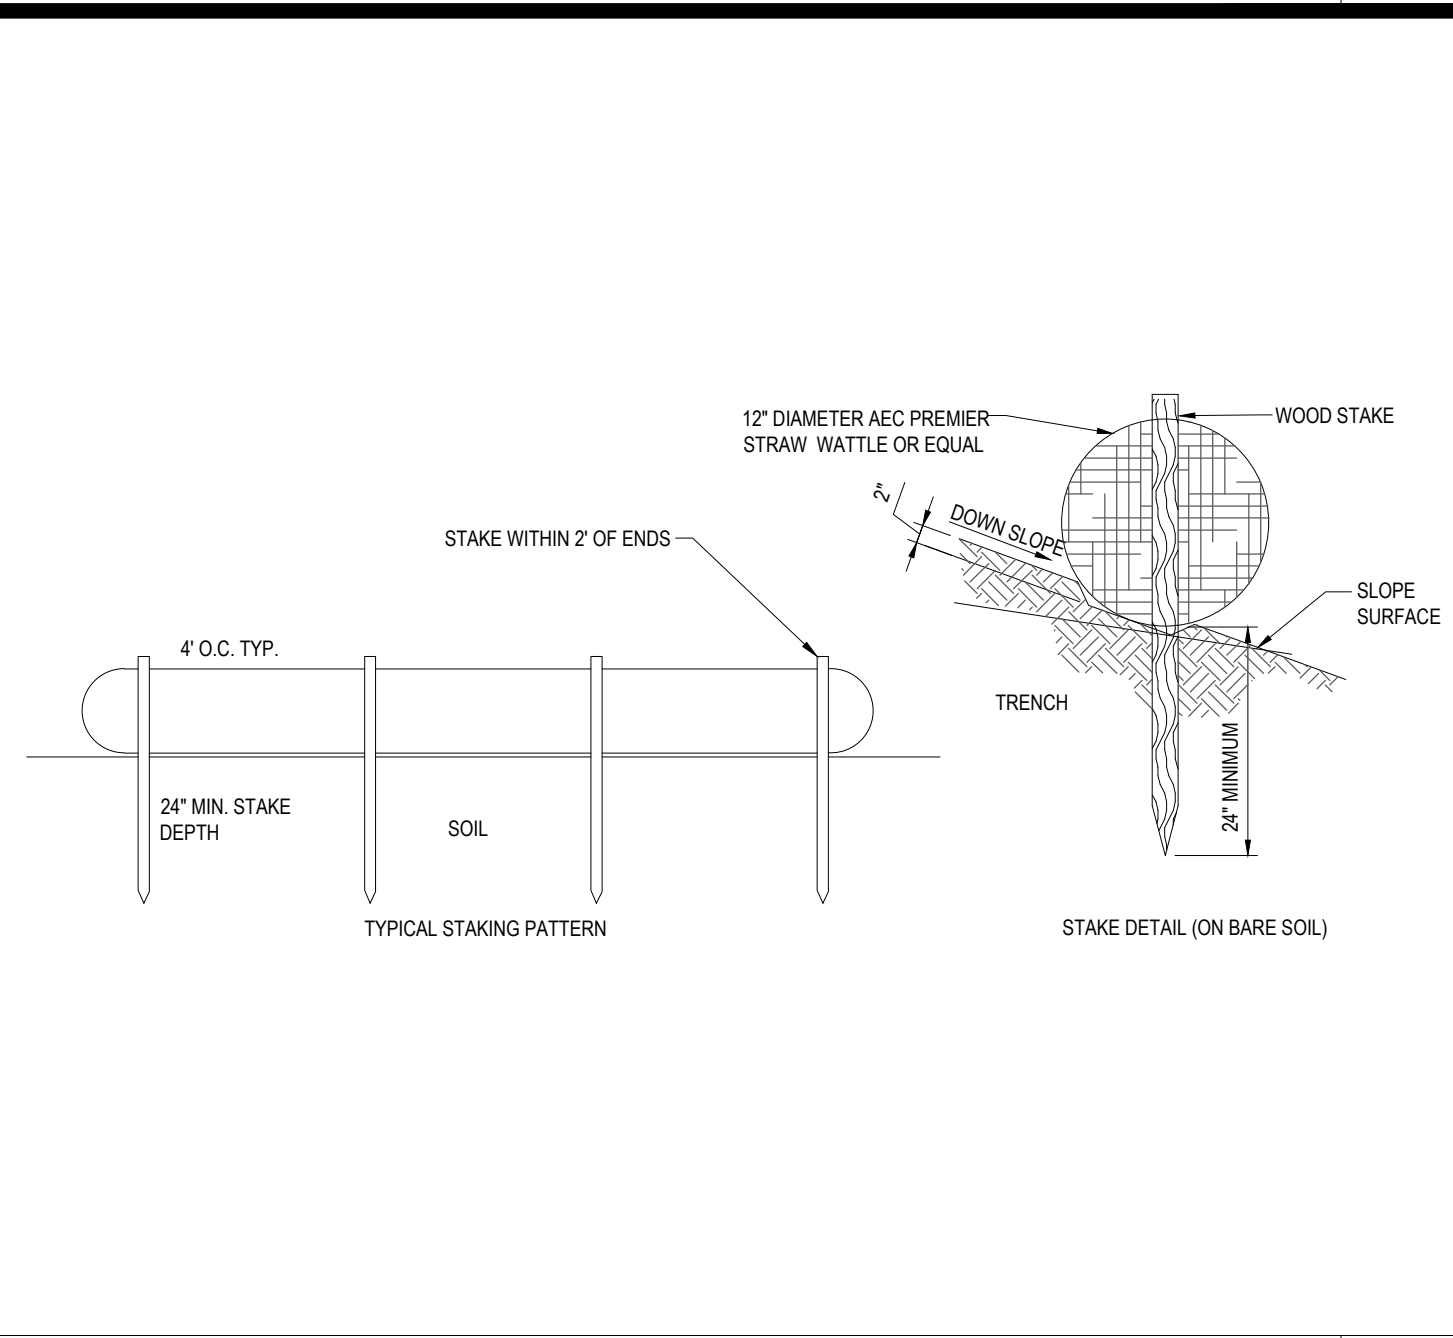 12" DIAMETER AEC PREMIER
STRAW WATTLE OR EQUAL
WOOD STAKE
2"
DOWN SLOPE
STAKE WITHIN 2' OF ENDS
SLOPE
SURFACE
4' O.C. TYP.
TRENCH
24" MINIMUM
24" MIN. STAKE
DEPTH
SOIL
TYPICAL STAKING PATTERN
STAKE DETAIL (ON BARE SOIL)